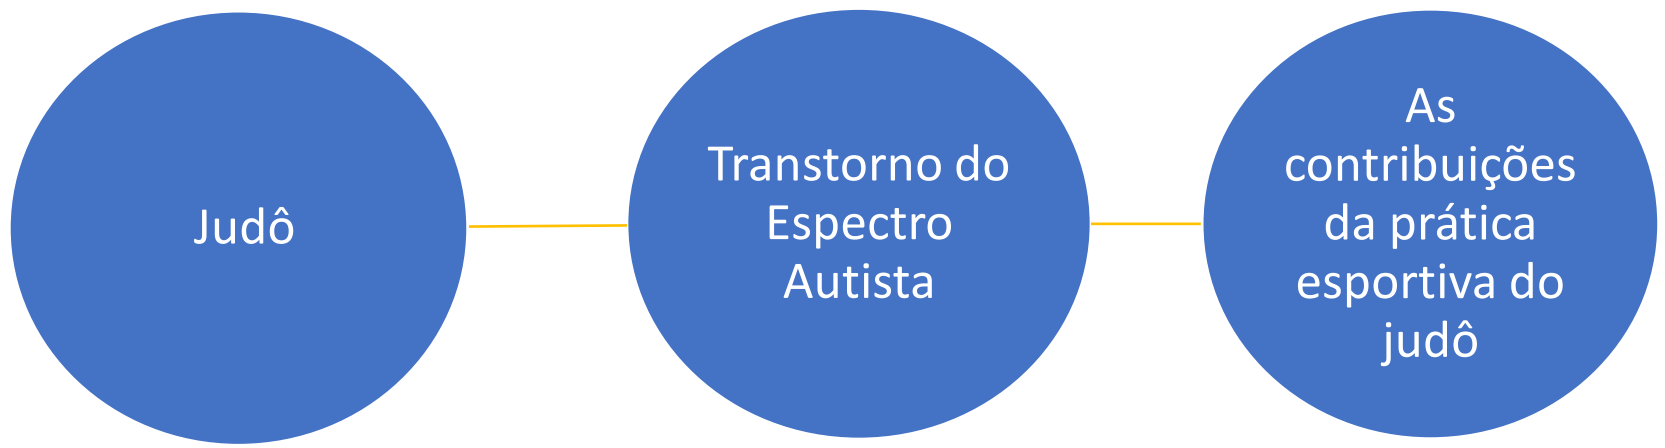 Judô
Transtorno do
Espectro
Autista
As
contribuições
da prática
esportiva do
judô